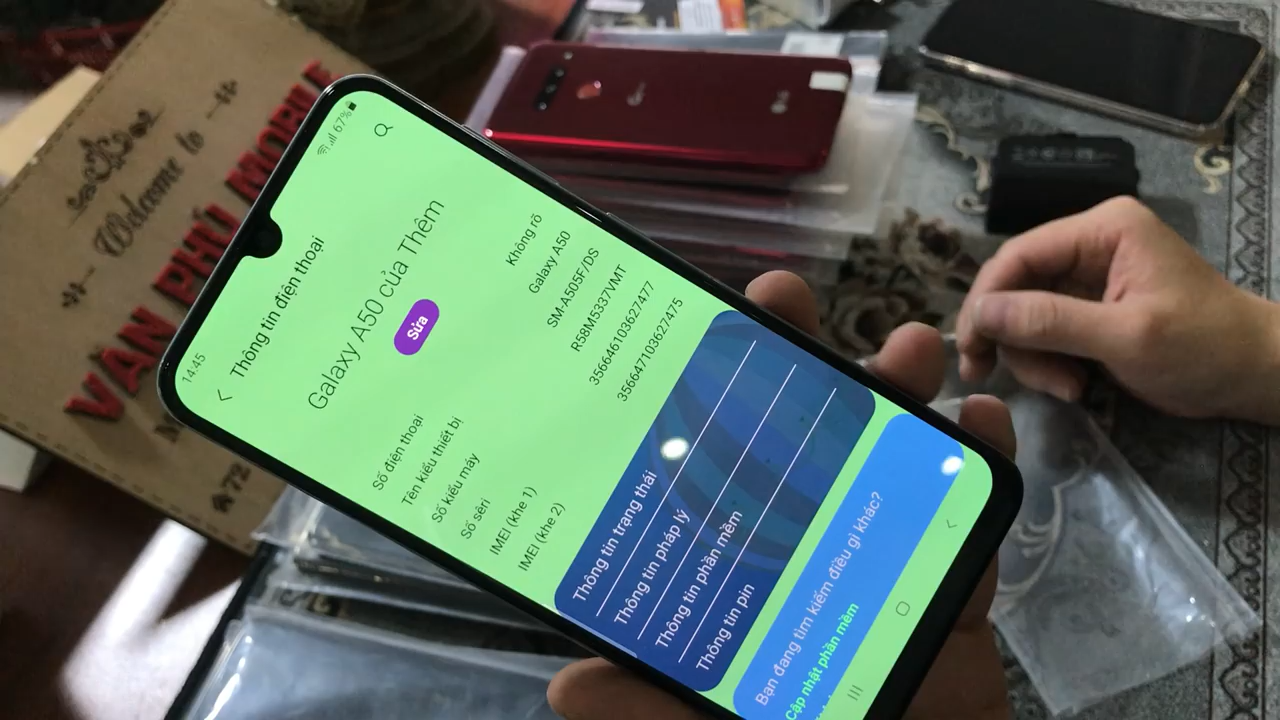 Welcome to
VAN PHÚ MOBILE
72
14:45
67%
Thông tin điện thoại
Galaxy A50 của Thêm
Sửa
Số điện thoại Không rõ
Tên kiểu thiết bị Galaxy A50
Số kiểu máy SM-A505F/DS
Số sêri R58M5337VMT
IMEI (khe 1) 356646103627477
IMEI (khe 2) 356647103627475
Thông tin trạng thái
Thông tin pháp lý
Thông tin phần mềm
Thông tin pin
Bạn đang tìm kiếm điều gì khác?
Cập nhật phần mềm
LG